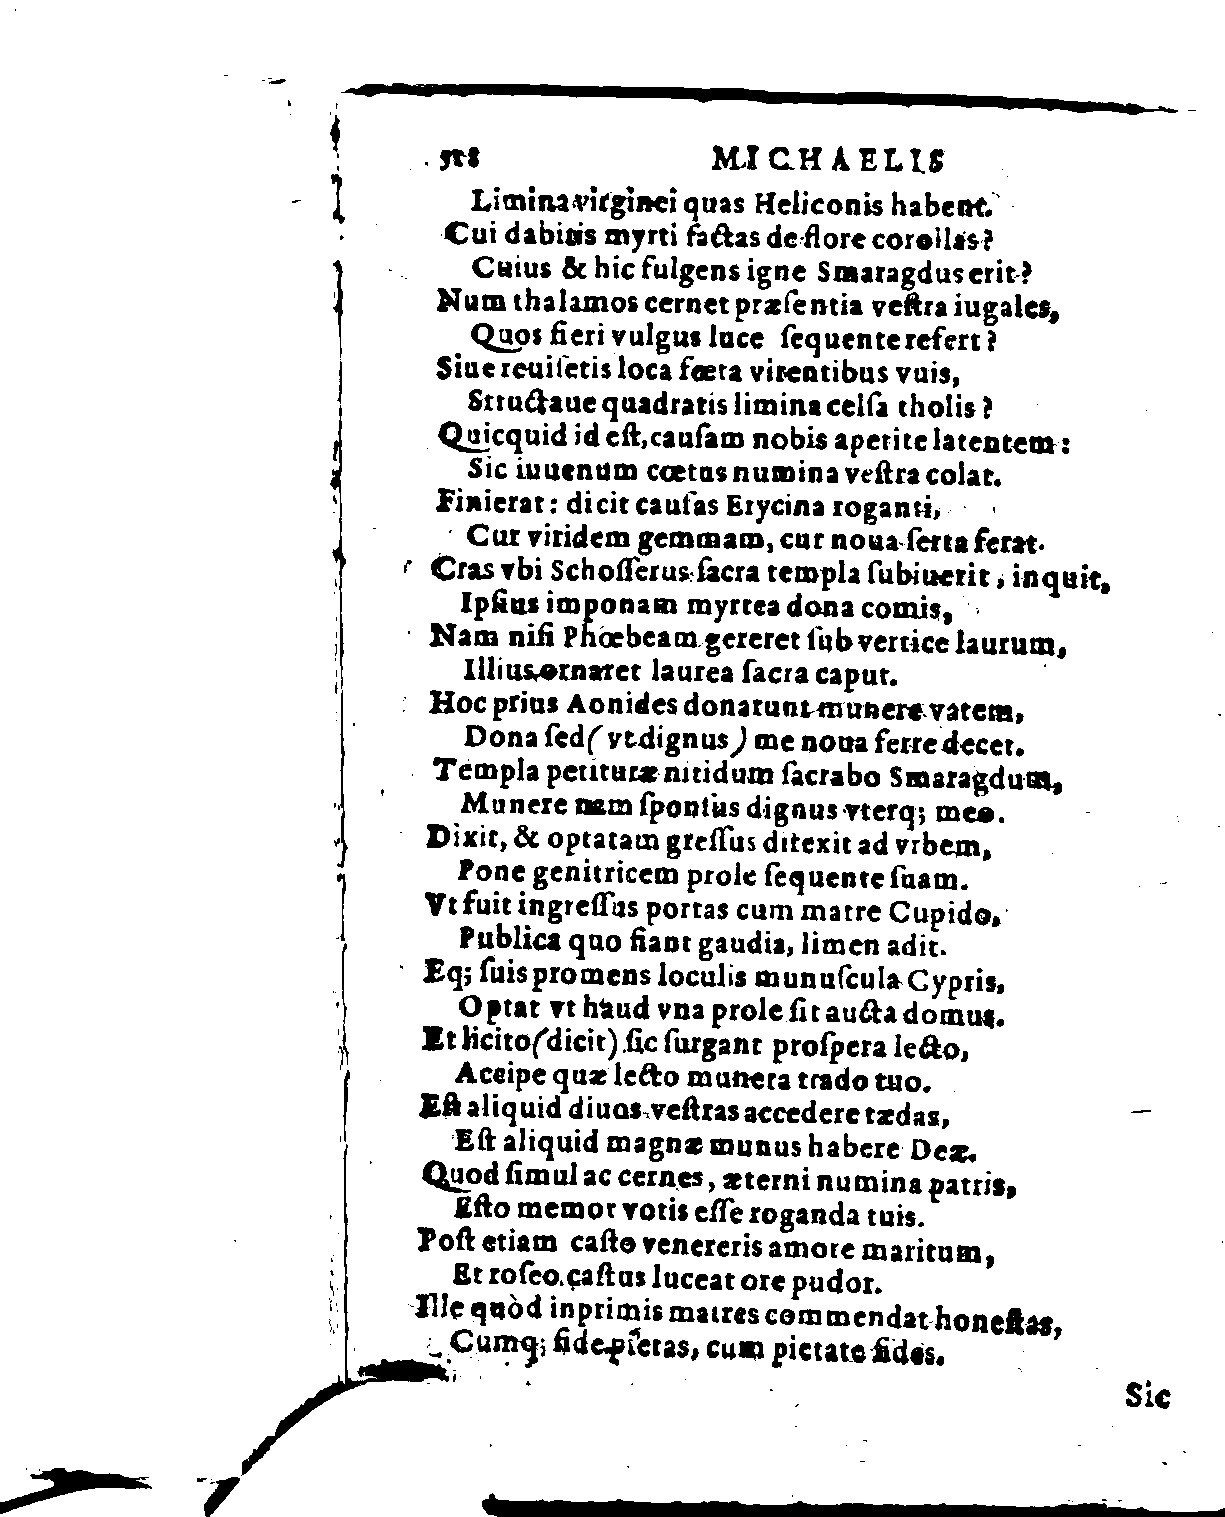 518 MICHAELIS
Limina virginei quas Heliconis habent.
Cui dabitis myrti factas de flore corollas?
Cuius & hic fulgens igne Smaragdus erit?
Num thalamos cernet præſentia veſtra iugales,
Quos fieri vulgus luce ſequente refert?
Siue reuiſetis loca fœta virentibus vuis,
Structaue quadratis limina celſa tholis?
Quicquid id eſt, cauſam nobis aperite latentem:
Sic iuuenum cœtus numina veſtra colat.
Finierat: dicit cauſas Erycina roganti,
Cur viridem gemmam, cur noua ſerta ferat.
Cras vbi Schoſſerus ſacra templa ſubiuerit, inquit,
Ipſius imponam myrtea dona comis,
Nam niſi Phœbeam gereret ſub vertice laurum,
Illius ornaret laurea ſacra caput.
Hoc prius Aonides donarunt munere vatem,
Dona ſed (vt dignus) me noua ferre decet.
Templa petituræ nitidum ſacrabo Smaragdum,
Munere nam ſponſus dignus vterq; meo.
Dixit, & optatam greſſus direxit ad vrbem,
Pone genitricem prole ſequente ſuam.
Vt fuit ingreſſus portas cum matre Cupido,
Publica quo fiant gaudia, limen adit.
Eq; ſuis promens loculis munuſcula Cypris,
Optat vt haud vna prole ſit aucta domus.
Et licito (dicit) ſic ſurgant proſpera lecto,
Accipe quæ lecto munera trado tuo.
Eſt aliquid diuos veſtras accedere tædas,
Eſt aliquid magnæ munus habere Deæ.
Quod ſimul ac cernes, æterni numina patris,
Eſto memor votis eſſe roganda tuis.
Poſt etiam caſto venereris amore maritum,
Et roſeo caſtus luceat ore pudor.
Ille quòd inprimis matres commendat honeſtas,
Cumq; fide pietas, cum pietate fides.
Sic